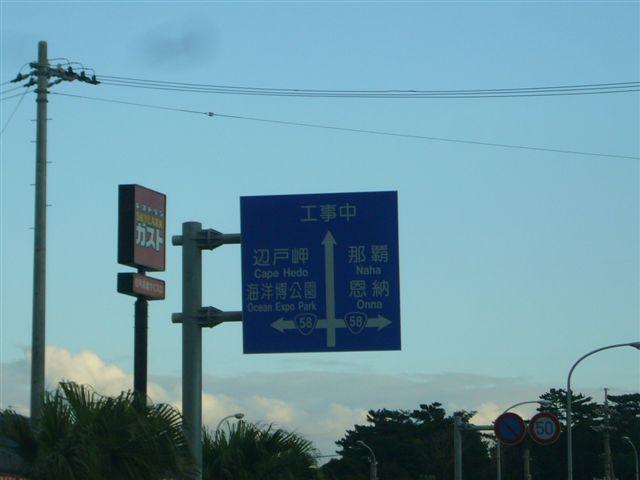 工事中
辺戸岬
Cape Hedo
海洋博公園
Ocean Expo Park
那覇
Naha
恩納
Onna
58
58
SKYLARK
ガスト
50